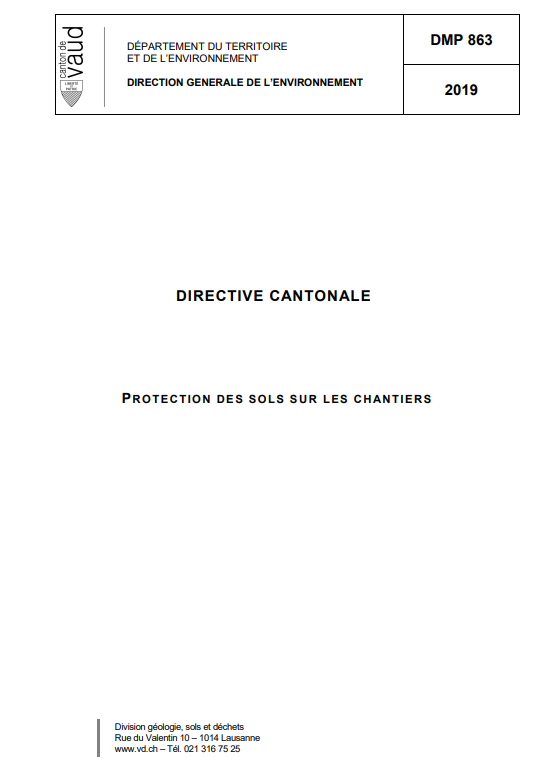 canton de
vaud
LIBERTÉ
ET
PATRIE
DÉPARTEMENT DU TERRITOIRE
ET DE L'ENVIRONNEMENT
DIRECTION GENERALE DE L'ENVIRONNEMENT
DMP 863
2019
DIRECTIVE CANTONALE
PROTECTION DES SOLS SUR LES CHANTIERS
Division géologie, sols et déchets
Rue du Valentin 10 – 1014 Lausanne
www.vd.ch – Tél. 021 316 75 25